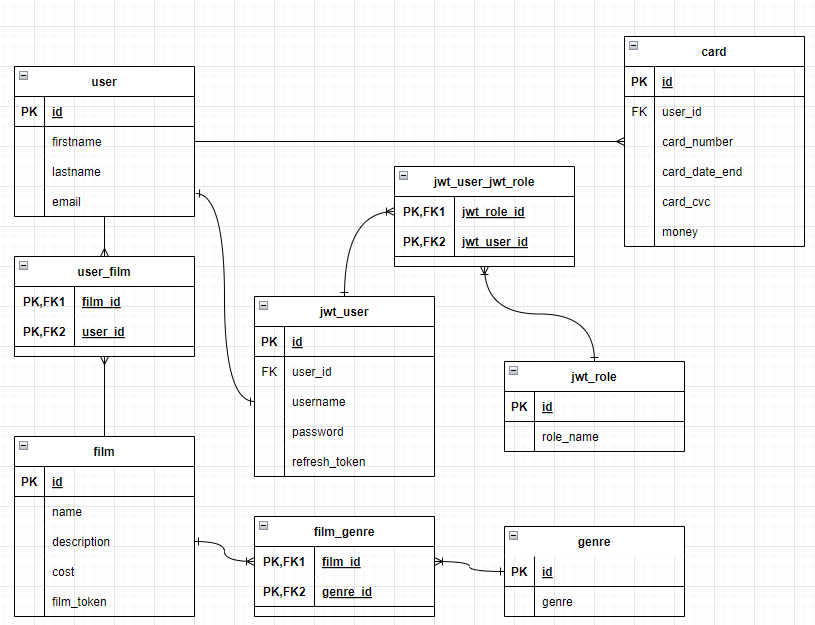 user
PK id
firstname
lastname
email
card
PK id
FK user_id
card_number
card_date_end
card_cvc
money
jwt_user_jwt_role
PK,FK1 jwt_role_id
PK,FK2 jwt_user_id
user_film
PK,FK1 film_id
PK,FK2 user_id
jwt_user
PK id
FK user_id
username
password
refresh_token
jwt_role
PK id
role_name
film
PK id
name
description
cost
film_token
film_genre
PK,FK1 film_id
PK,FK2 genre_id
genre
PK id
genre